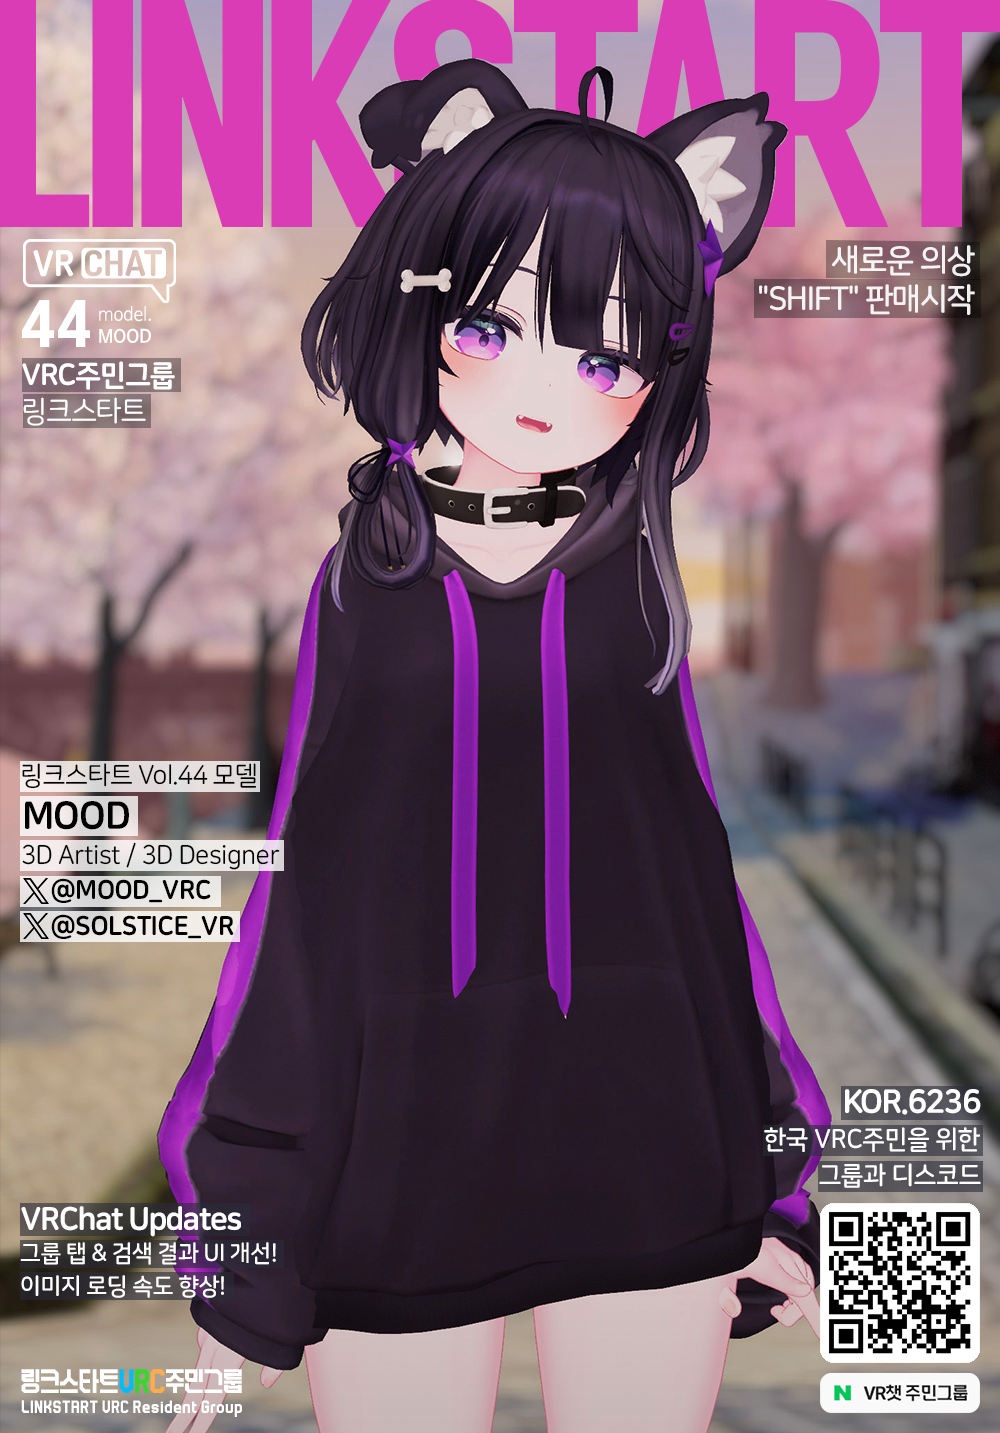 LINKSTART
VR CHAT
44 model.
MOOD
VRC주민그룹
링크스타트
새로운 의상
"SHIFT" 판매시작
링크스타트 Vol.44 모델
MOOD
3D Artist / 3D Designer
𝕏@MOOD_VRC
𝕏@SOLSTICE_VR
KOR.6236
한국 VRC주민을 위한
그룹과 디스코드
VRChat Updates
그룹 탭 & 검색 결과 UI 개선!
이미지 로딩 속도 향상!
링크스타트VRC주민그룹
LINKSTART VRC Resident Group
N VR챗 주민그룹